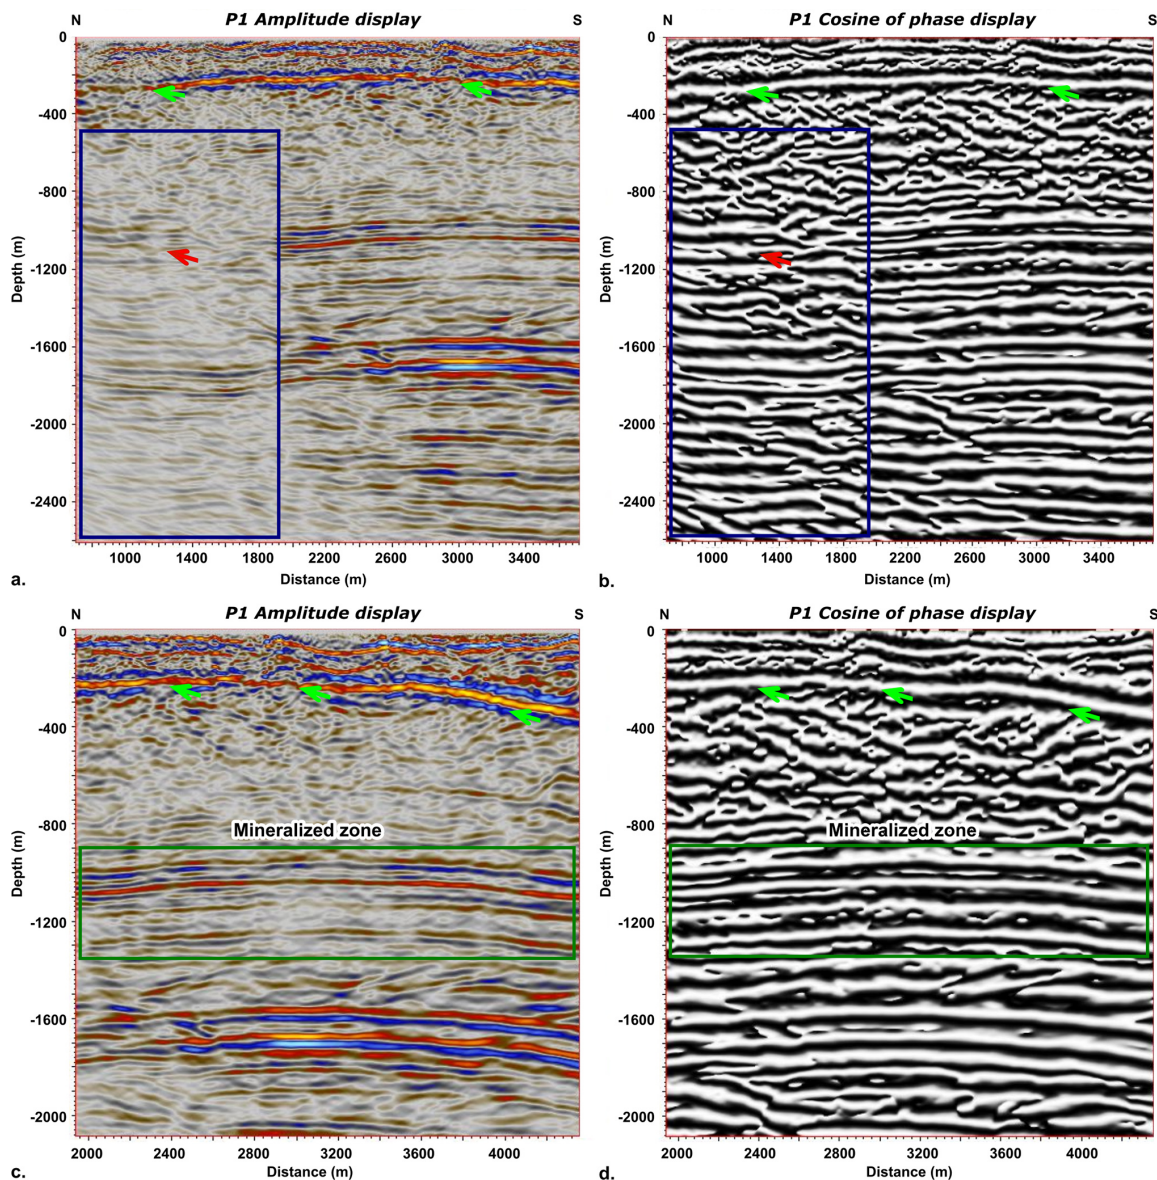 N P1 Amplitude display S
0
-400
-800
-1200
-1600
-2000
-2400
Depth (m)
1000 1400 1800 2200 2600 3000 3400
Distance (m)
a.
N P1 Cosine of phase display S
0
-400
-800
-1200
-1600
-2000
-2400
Depth (m)
1000 1400 1800 2200 2600 3000 3400
Distance (m)
b.
N P1 Amplitude display S
0
-400
-800
Mineralized zone
-1200
-1600
-2000
Depth (m)
2000 2400 2800 3200 3600 4000
Distance (m)
c.
N P1 Cosine of phase display S
0
-400
-800
Mineralized zone
-1200
-1600
-2000
Depth (m)
2000 2400 2800 3200 3600 4000
Distance (m)
d.